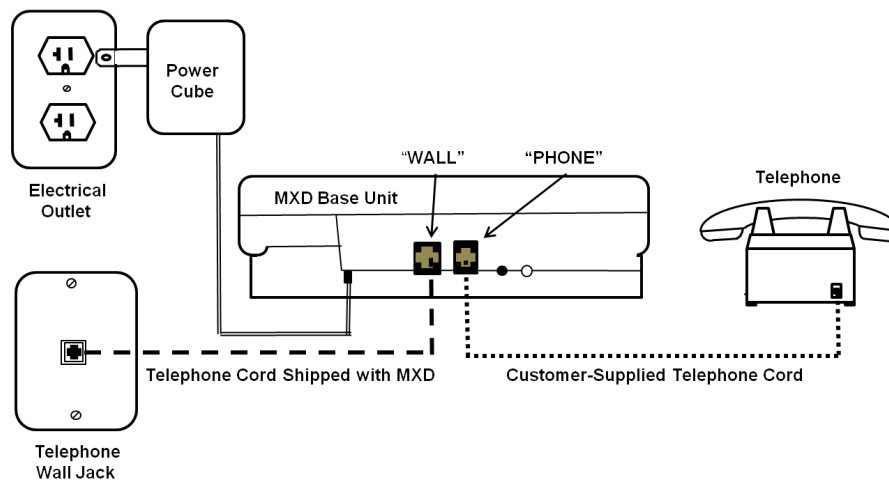 Power
Cube
"WALL"
"PHONE"
Electrical
Outlet
MXD Base Unit
Telephone
Telephone Cord Shipped with MXD
Customer-Supplied Telephone Cord
Telephone
Wall Jack